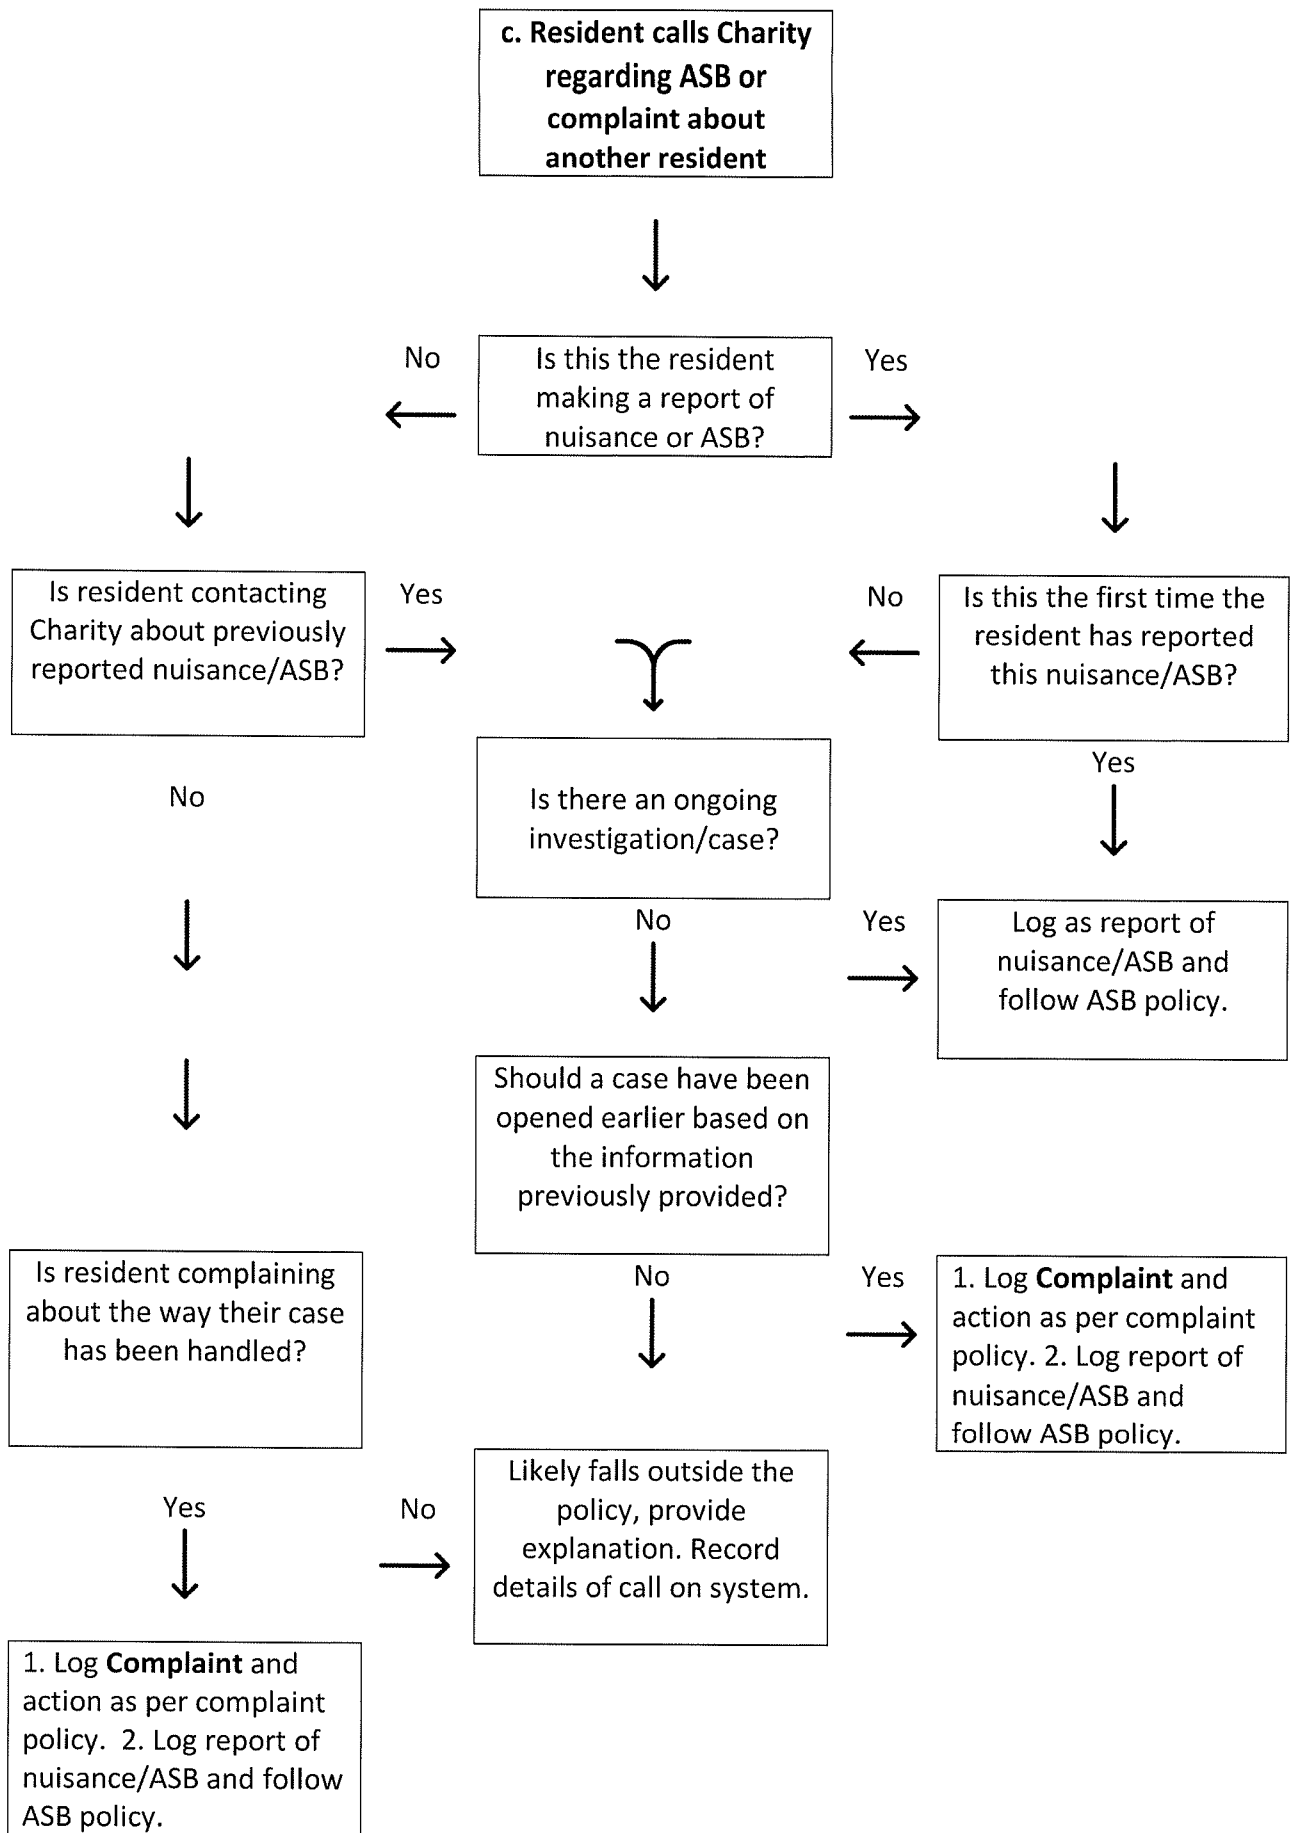 c. Resident calls Charity
regarding ASB or
complaint about
another resident
No
Is this the resident
making a report of
nuisance or ASB?
Yes
Is resident contacting
Charity about previously
reported nuisance/ASB?
Yes
No
Is this the first time the
resident has reported
this nuisance/ASB?
No
Is there an ongoing
investigation/case?
Yes
No
Yes
Log as report of
nuisance/ASB and
follow ASB policy.
Should a case have been
opened earlier based on
the information
previously provided?
Is resident complaining
about the way their case
has been handled?
No
Yes
1. Log Complaint and
action as per complaint
policy. 2. Log report of
nuisance/ASB and
follow ASB policy.
Yes
No
Likely falls outside the
policy, provide
explanation. Record
details of call on system.
1. Log Complaint and
action as per complaint
policy.  2. Log report of
nuisance/ASB and follow
ASB policy.